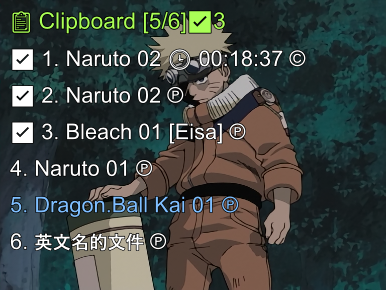 📋 Clipboard [5/6]✅3
☑ 1. Naruto 02 🕒 00:18:37 ©
☑ 2. Naruto 02 Ⓟ
☑ 3. Bleach 01 [Eisa] Ⓟ
4. Naruto 01 Ⓟ
5. Dragon.Ball Kai 01 Ⓟ
6. 英文名的文件 Ⓟ